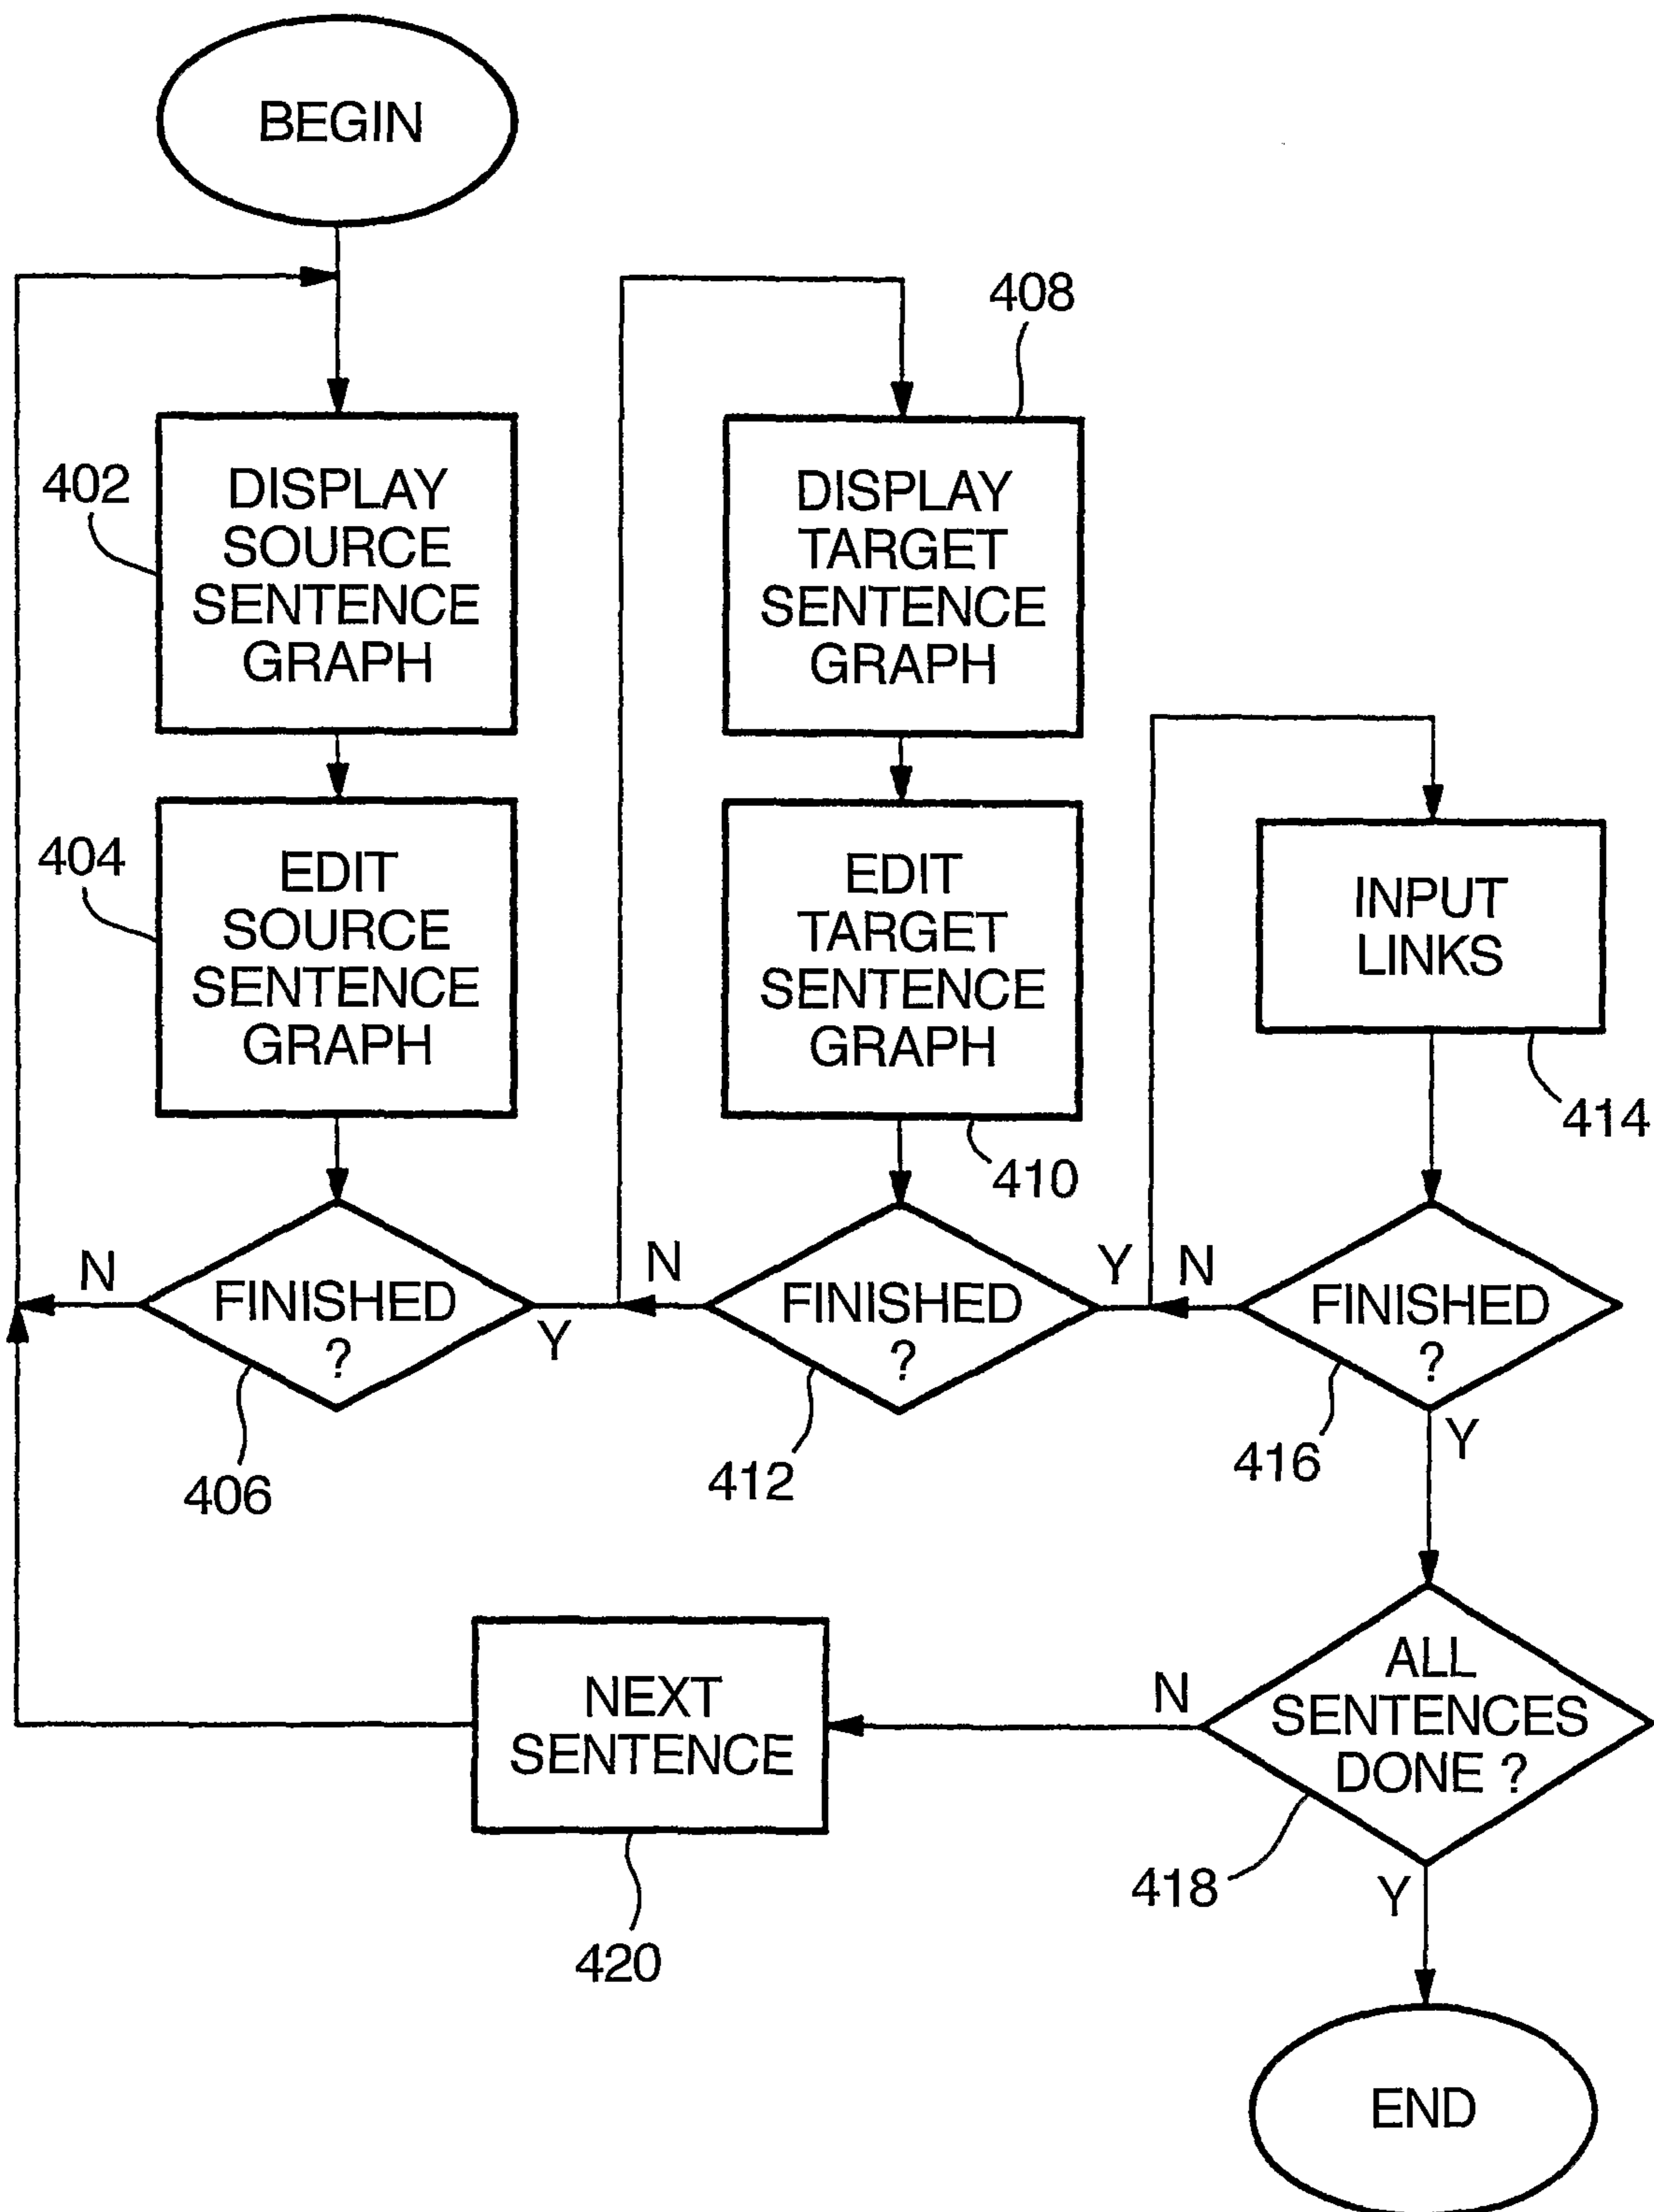 BEGIN
402
DISPLAY
SOURCE
SENTENCE
GRAPH
404
EDIT
SOURCE
SENTENCE
GRAPH
N
FINISHED
?
Y
406
408
DISPLAY
TARGET
SENTENCE
GRAPH
EDIT
TARGET
SENTENCE
GRAPH
410
N
FINISHED
?
Y
412
INPUT
LINKS
414
N
FINISHED
?
416
Y
ALL
SENTENCES
DONE ?
N
418
Y
NEXT
SENTENCE
420
END